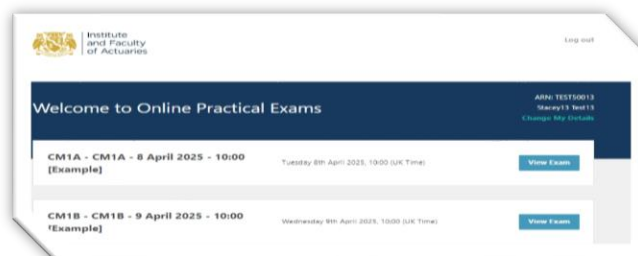 Institute
and Faculty
of Actuaries
Log out
Welcome to Online Practical Exams
ARN: TEST50013
Stacey13 Test13
Change My Details
CM1A - CM1A - 8 April 2025 - 10:00
[Example]
Tuesday 8th April 2025, 10:00 (UK Time)
View Exam
CM1B - CM1B - 9 April 2025 - 10:00
[Example]
Wednesday 9th April 2025, 10:00 (UK Time)
View Exam